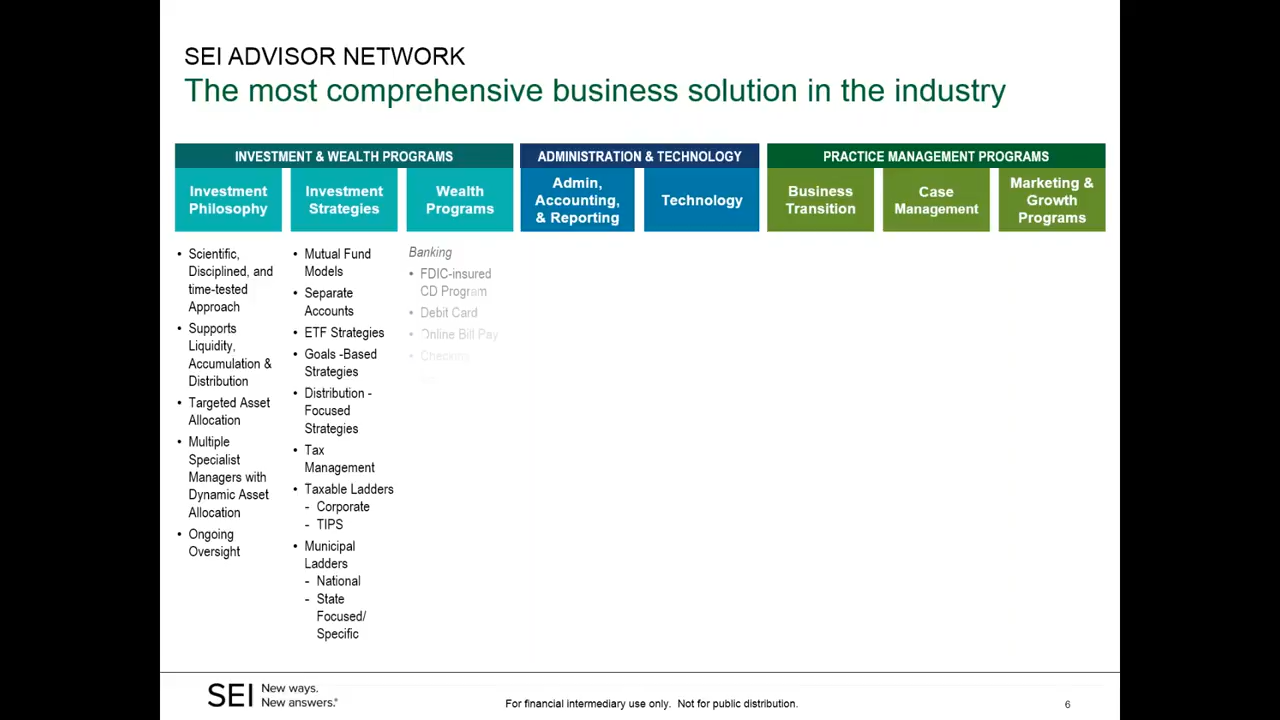 SEI ADVISOR NETWORK
The most comprehensive business solution in the industry
INVESTMENT & WEALTH PROGRAMS
ADMINISTRATION & TECHNOLOGY
PRACTICE MANAGEMENT PROGRAMS
Investment
Philosophy
Investment
Strategies
Wealth
Programs
Admin,
Accounting,
& Reporting
Technology
Business
Transition
Case
Management
Marketing &
Growth
Programs
• Scientific,
Disciplined, and
time-tested
Approach
• Supports
Liquidity,
Accumulation &
Distribution
• Targeted Asset
Allocation
• Multiple
Specialist
Managers with
Dynamic Asset
Allocation
• Ongoing
Oversight
• Mutual Fund
Models
• Separate
Accounts
• ETF Strategies
• Goals -Based
Strategies
• Distribution -
Focused
Strategies
• Tax
Management
• Taxable Ladders
- Corporate
- TIPS
• Municipal
Ladders
- National
- State
Focused/
Specific
Banking
• FDIC-insured
CD Program
• Debit Card
• Online Bill Pay
• Checking
SEI New ways.
New answers.®
For financial intermediary use only. Not for public distribution.
6